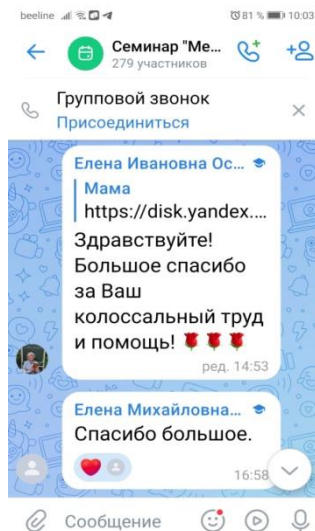 beeline 81 % 10:03
Семинар "Ме...
279 участников
Групповой звонок
Присоединиться
Елена Ивановна Ос...
Мама
https://disk.yandex....
Здравствуйте!
Большое спасибо
за Ваш
колоссальный труд
и помощь!
ред. 14:53
Елена Михайловна...
Спасибо большое.
16:58
Сообщение